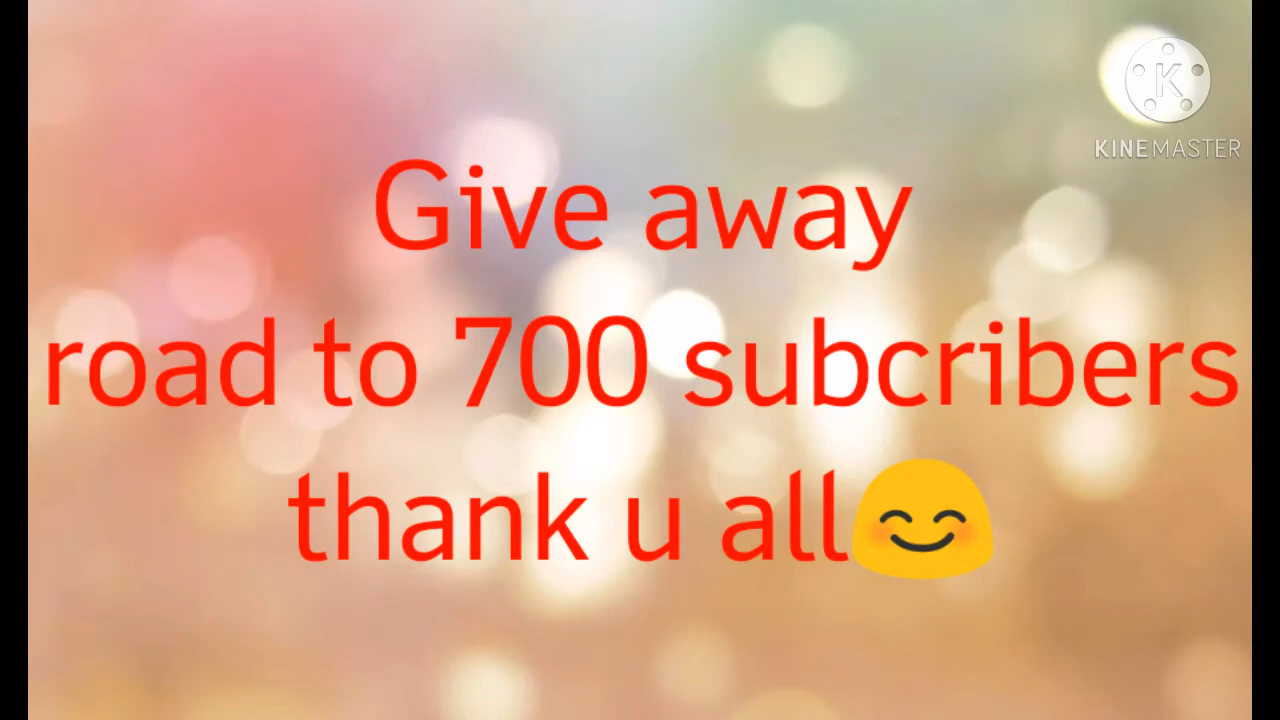 K
KINEMASTER
Give away
road to 700 subcribers
thank u all😊